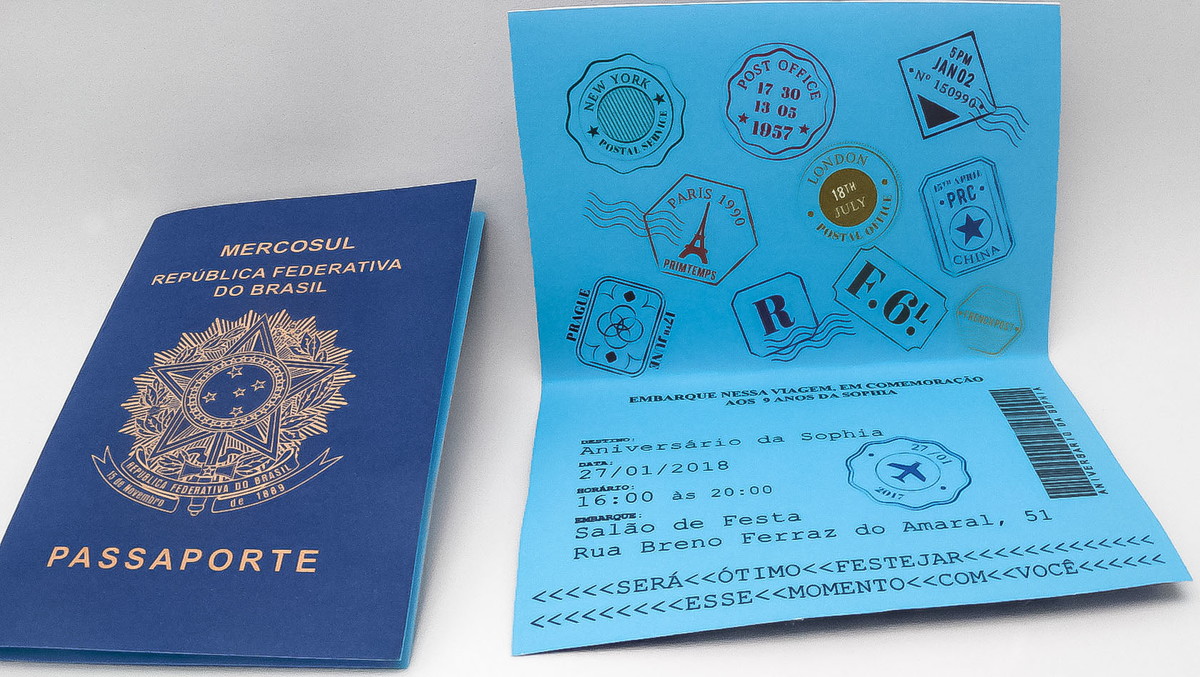 MERCOSUL
REPÚBLICA FEDERATIVA
DO BRASIL
REPÚBLICA FEDERATIVA DO BRASIL
15 de Novembro de 1889
PASSAPORTE
NEW YORK
POSTAL SERVICE
POST OFFICE
17 30
13 05
1957
5PM
JAN02
Nº 150990
PARIS 1990
PRIMTEMPS
LONDON
18TH
JULY
POSTAL OFFICE
15TH APRIL
PRC
CHINA
PRAGUE
17TH JUNE
R
F.6L
EMBARQUE NESSA VIAGEM, EM COMEMORAÇÃO
AOS 9 ANOS DA SOPHIA
DESTINO:
Aniversário da Sophia
DATA:
27/01/2018
HORÁRIO:
16:00 às 20:00
EMBARQUE:
Salão de Festa
Rua Breno Ferraz do Amaral, 51
27/01
2017
ANIVERSÁRIO DA SOPHIA
<<<<<SERÁ<<ÓTIMO<<FESTEJAR<<<<<<<<<<<<<
<<<<<<<<<ESSE<<MOMENTO<<COM<<VOCÊ<<<<<<